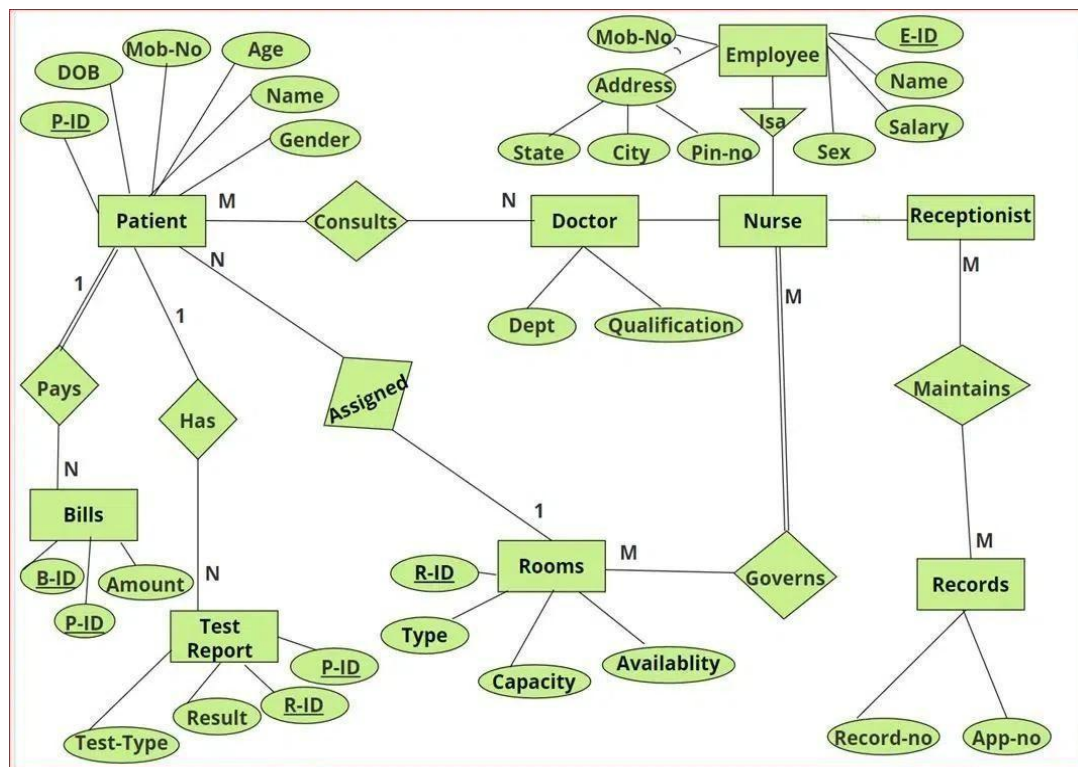 Mob-No
Age
DOB
Name
P-ID
Gender
Mob-No
Employee
E-ID
Address
Name
Isa
Salary
State
City
Pin-no
Sex
Patient
M
Consults
N
Doctor
Nurse
Receptionist
N
M
1
1
M
Dept
Qualification
Pays
Has
Assigned
Maintains
N
Bills
1
M
M
B-ID
Amount
P-ID
N
R-ID
Rooms
Governs
Records
Test
Report
Type
Capacity
Availablity
P-ID
R-ID
Result
Test-Type
Record-no
App-no